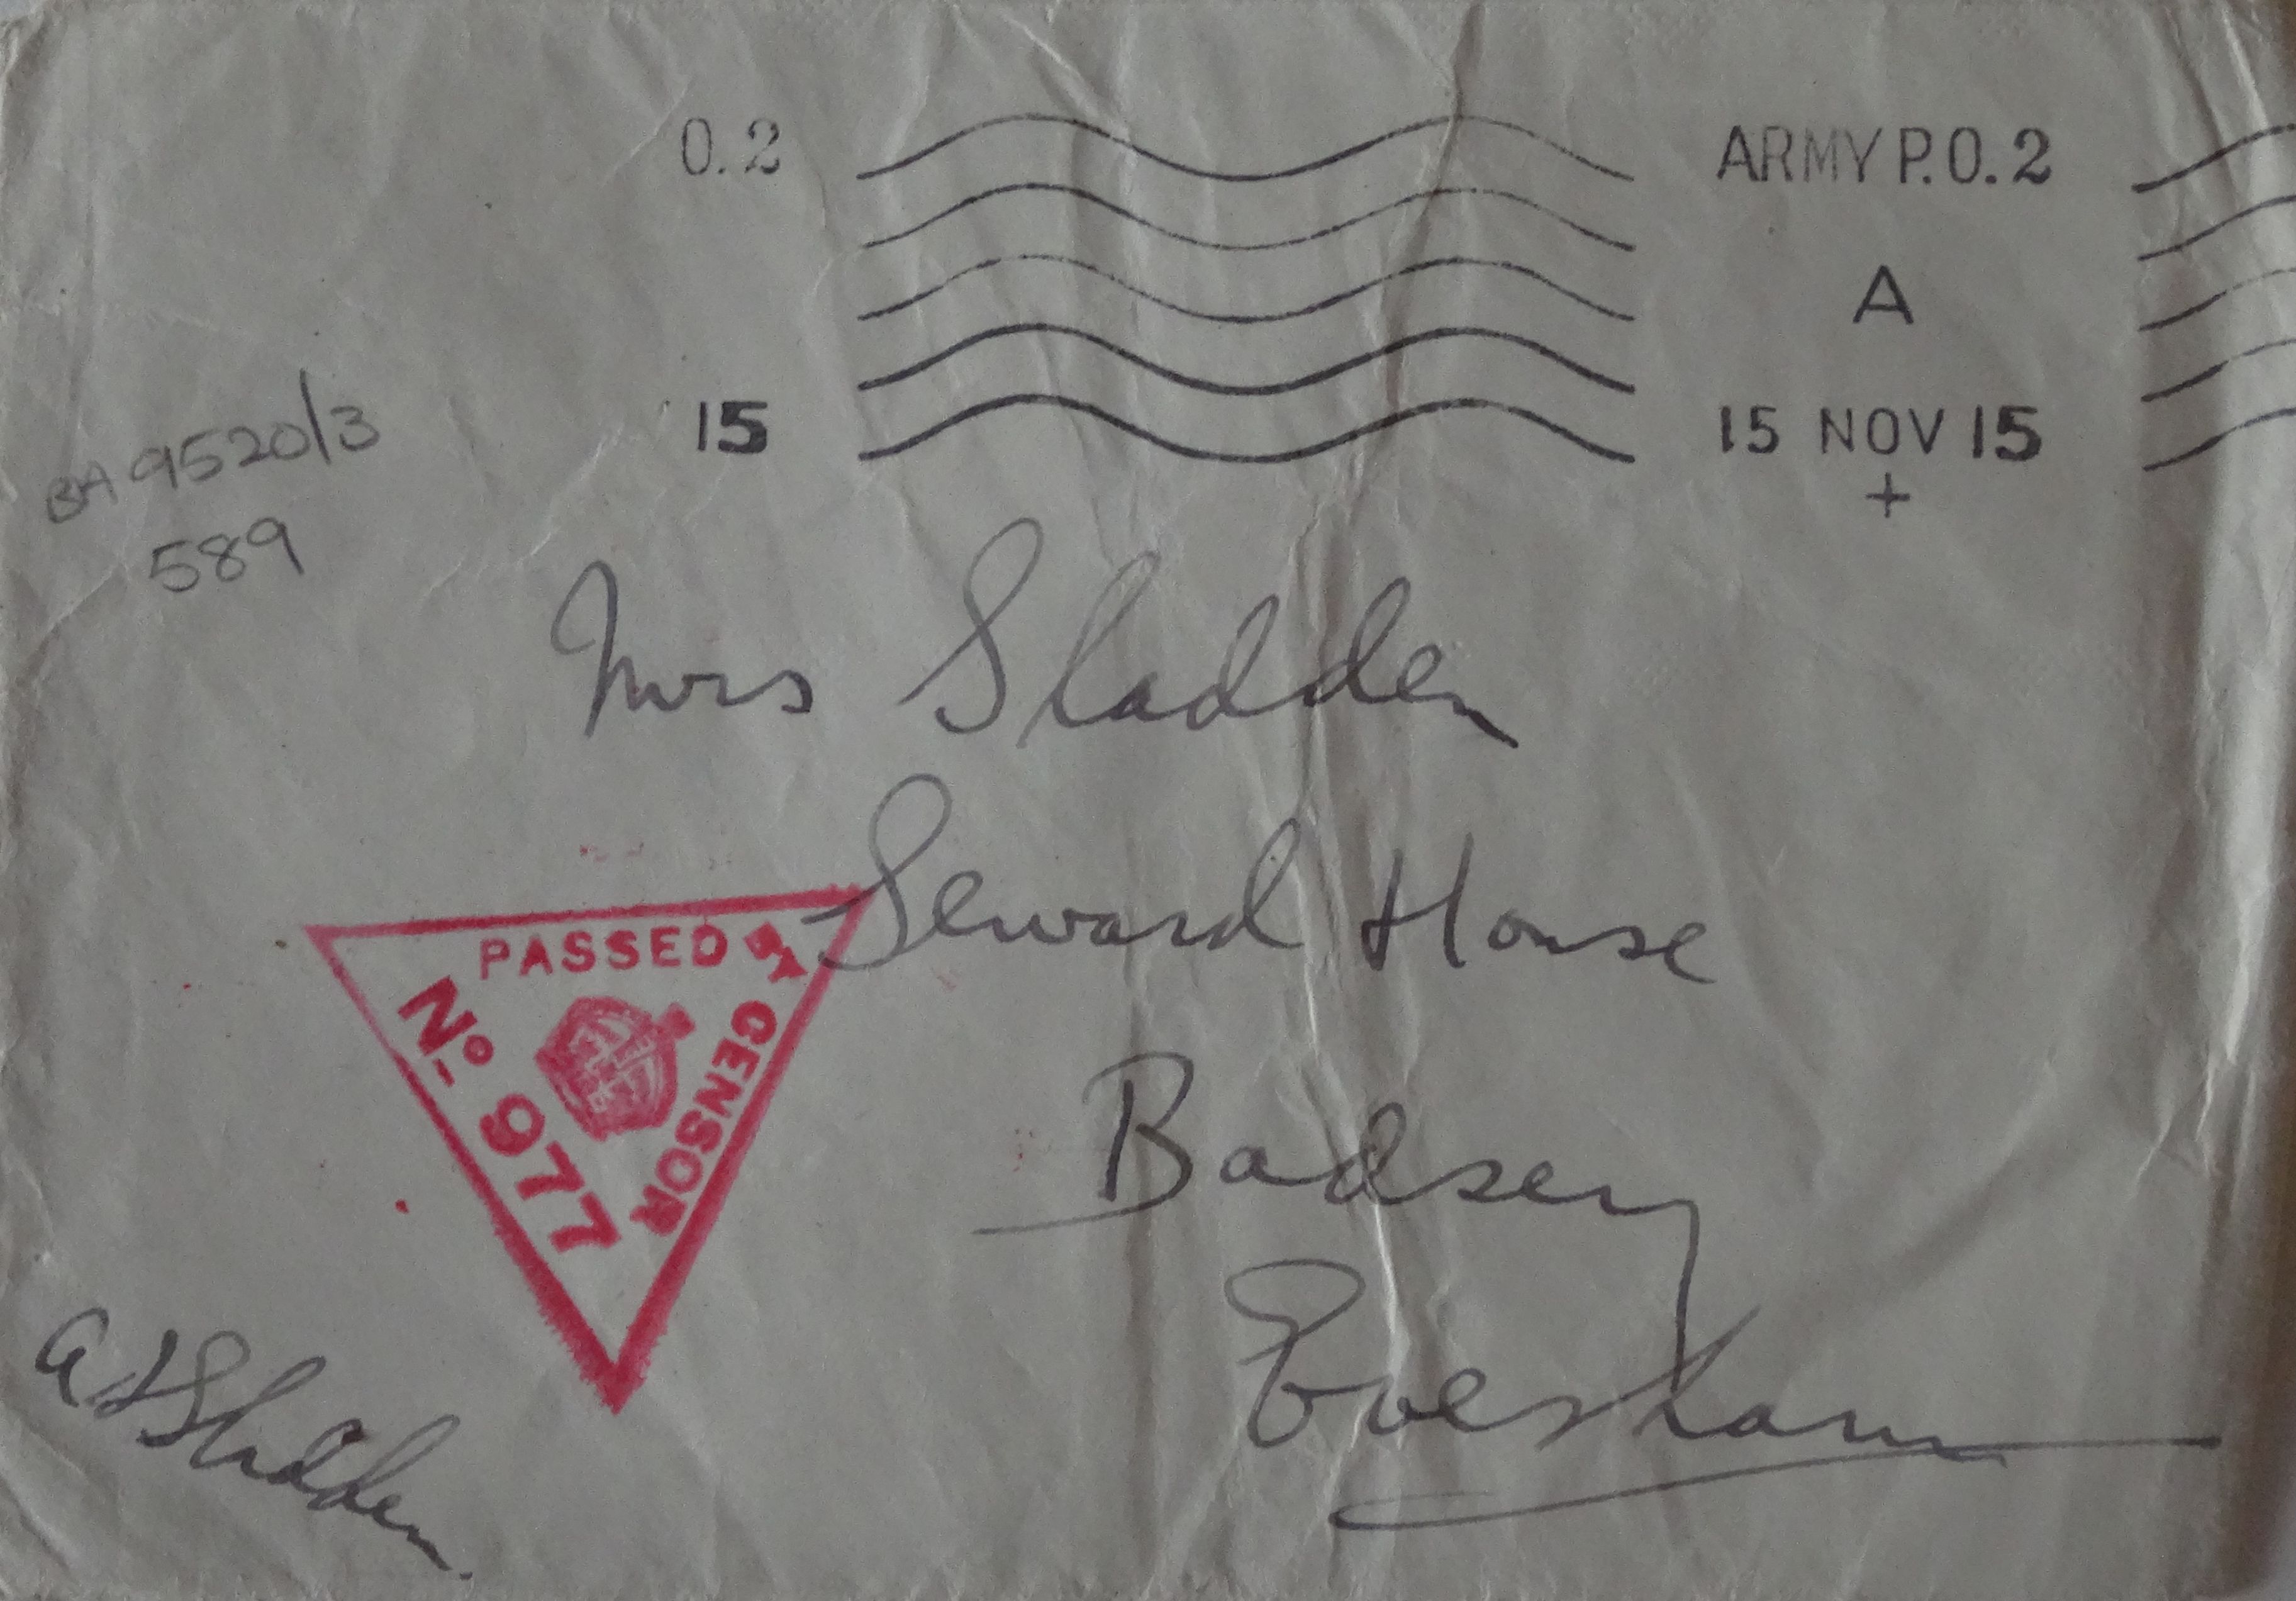 O.2
ARMY P.O.2
A
15
15 NOV 15
+
BA 9520/3
589
Mrs Sladden
Seward House
Badsey
Evesham
PASSED BY CENSOR
No 977
A F Sladden.